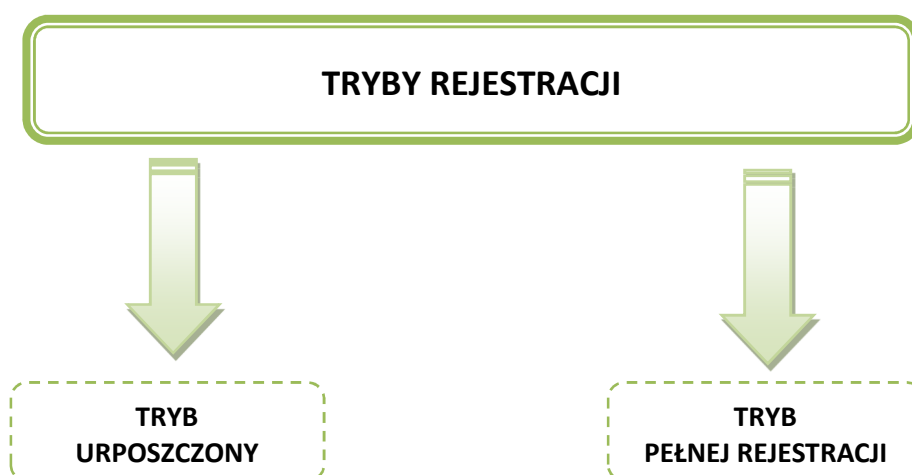 TRYBY REJESTRACJI
TRYB
URPOSZCZONY
TRYB
PEŁNEJ REJESTRACJI